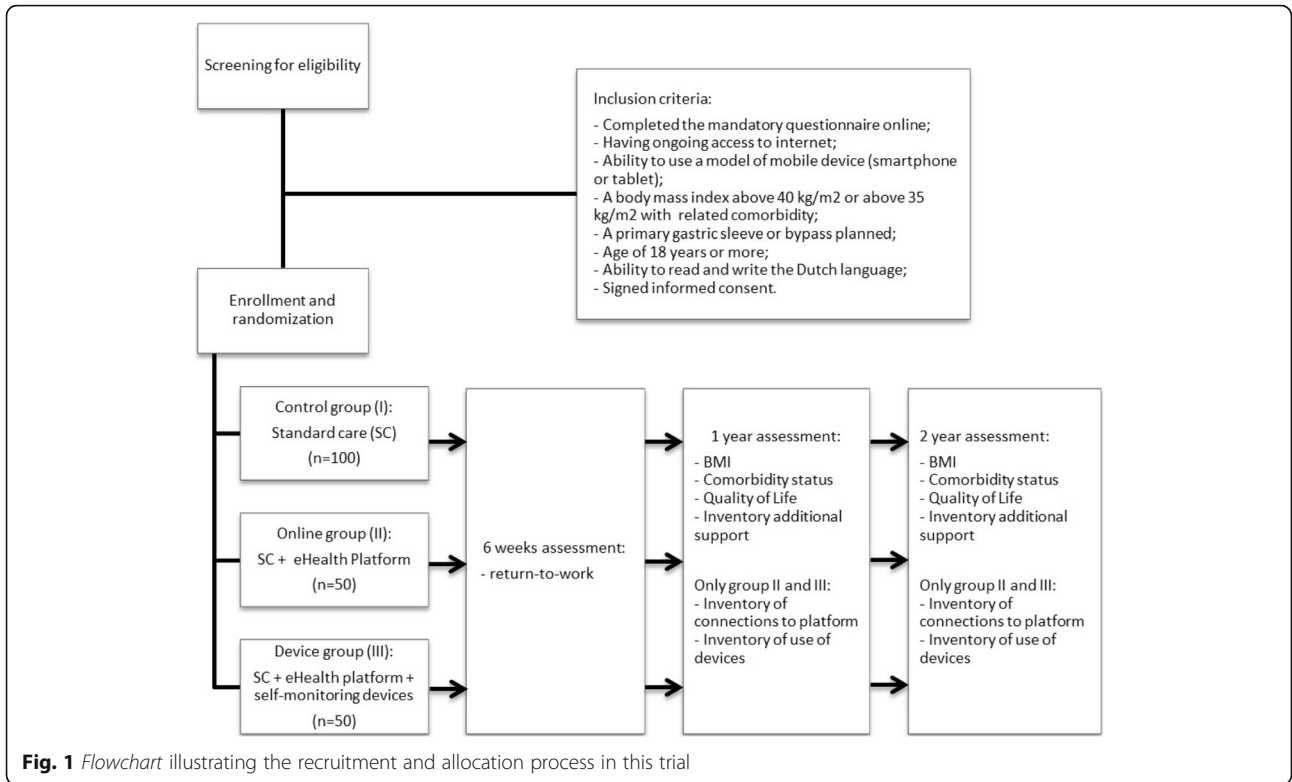 Screening for eligibility
Inclusion criteria:
- Completed the mandatory questionnaire online;
- Having ongoing access to internet;
- Ability to use a model of mobile device (smartphone
or tablet);
- A body mass index above 40 kg/m2 or above 35
kg/m2 with related comorbidity;
- A primary gastric sleeve or bypass planned;
- Age of 18 years or more;
- Ability to read and write the Dutch language;
- Signed informed consent.
Enrollment and
randomization
Control group (I):
Standard care (SC)
(n=100)
Online group (II):
SC + eHealth Platform
(n=50)
Device group (III):
SC + eHealth platform +
self-monitoring devices
(n=50)
6 weeks assessment:
- return-to-work
1 year assessment:
- BMI
- Comorbidity status
- Quality of Life
- Inventory additional
support
Only group II and III:
- Inventory of
connections to platform
- Inventory of use of
devices
2 year assessment:
- BMI
- Comorbidity status
- Quality of Life
- Inventory additional
support
Only group II and III:
- Inventory of
connections to platform
- Inventory of use of
devices
Fig. 1 Flowchart illustrating the recruitment and allocation process in this trial